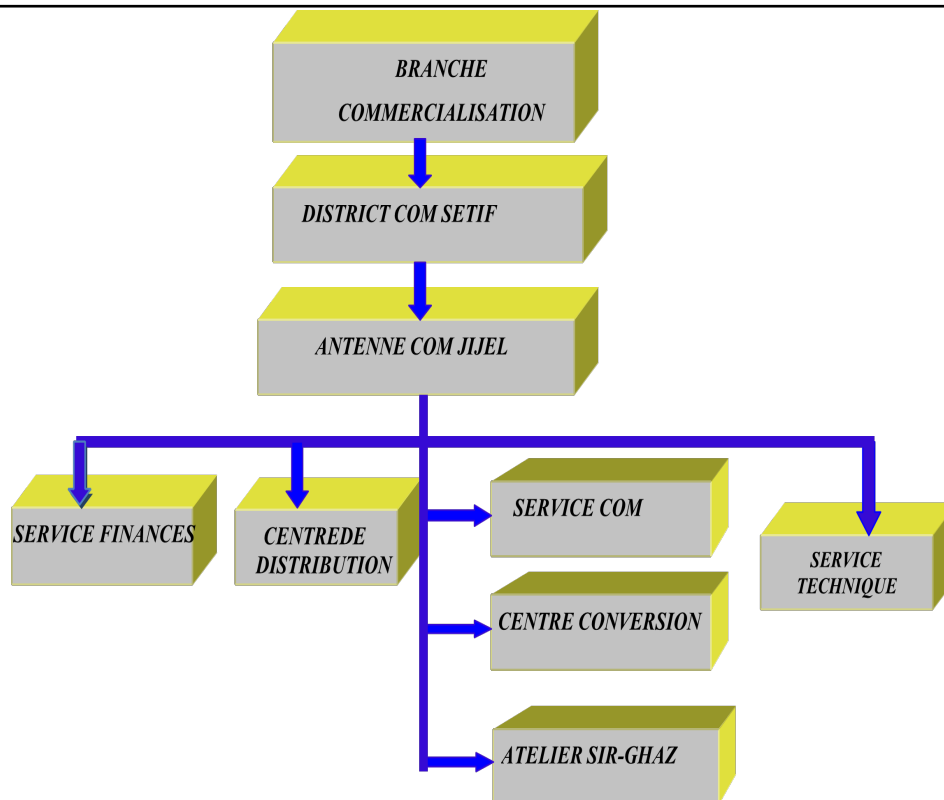 BRANCHE
COMMERCIALISATION
DISTRICT COM SETIF
ANTENNE COM JIJEL
SERVICE FINANCES
CENTREDE
DISTRIBUTION
SERVICE COM
SERVICE
TECHNIQUE
CENTRE CONVERSION
ATELIER SIR-GHAZ